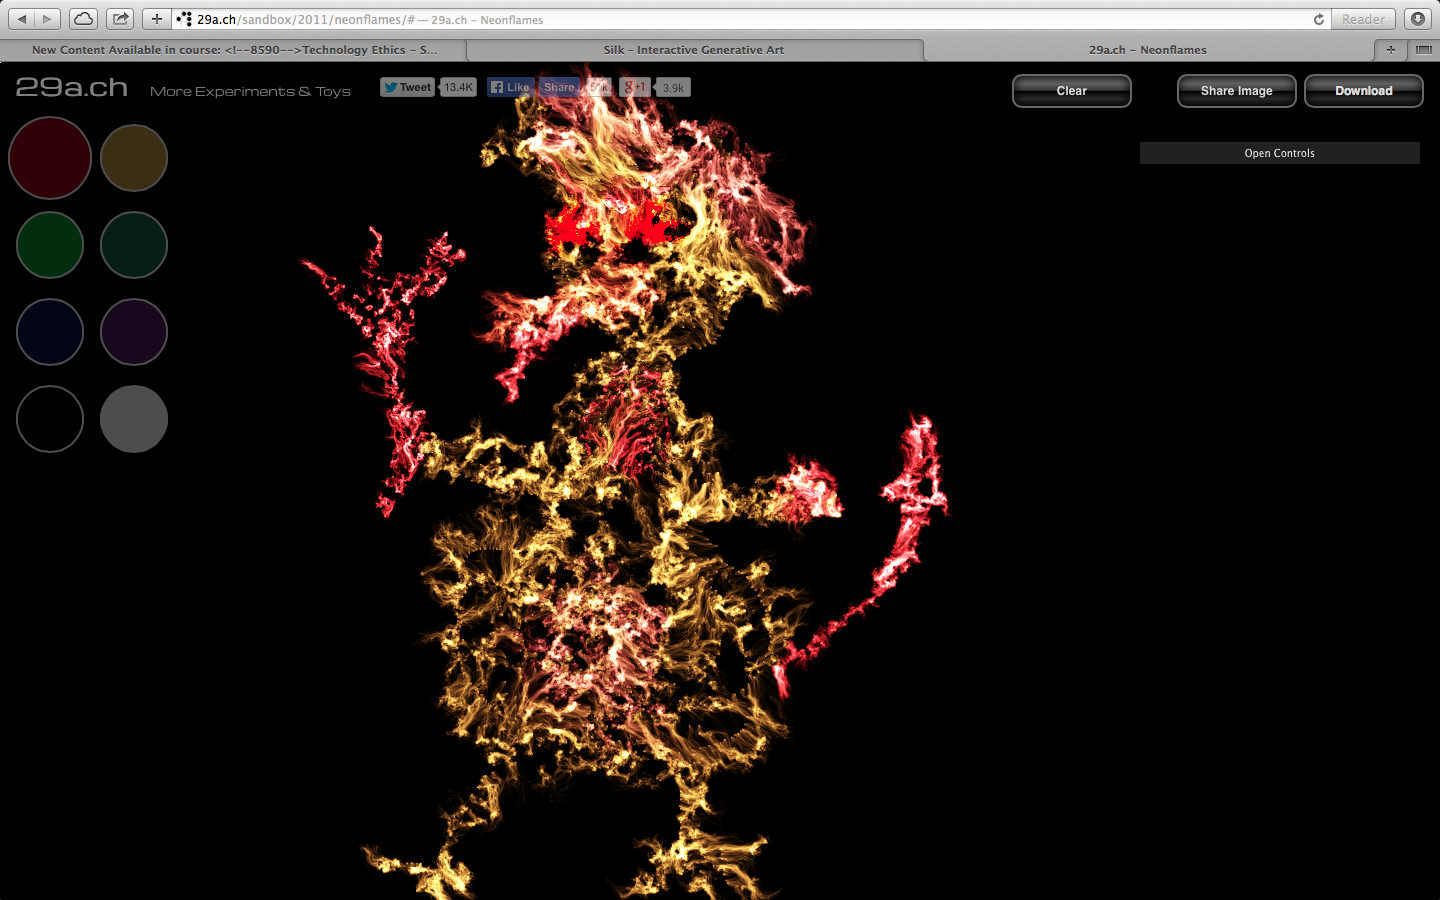 29a.ch/sandbox/2011/neonflames/# — 29a.ch – Neonflames
Reader
New Content Available in course: <!--8590-->Technology Ethics – S...
Silk – Interactive Generative Art
29a.ch – Neonflames
29a.ch More Experiments & Toys
Tweet 13.4K Like Share g+1 3.9k
Clear
Share Image
Download
Open Controls